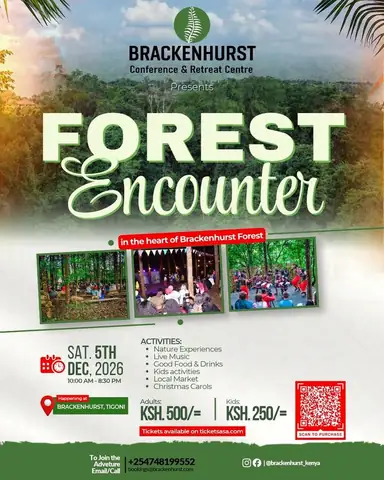 BRACKENHURST
Conference & Retreat Centre
Presents
FOREST
Encounter
in the heart of Brackenhurst Forest
SAT. 5TH
DEC, 2026
10:00 AM - 8:30 PM
Happening at
BRACKENHURST, TIGONI
ACTIVITIES:
• Nature Experiences
• Live Music
• Good Food & Drinks
• Kids activities
• Local Market
• Christmas Carols
Adults:
KSH. 500/=
Kids:
KSH. 250/=
Tickets available on ticketsasa.com
SCAN TO PURCHASE
To Join the
Adveture
Email/Call
+254748199552
bookings@brackenhurst.com
| @brackenhurst_kenya